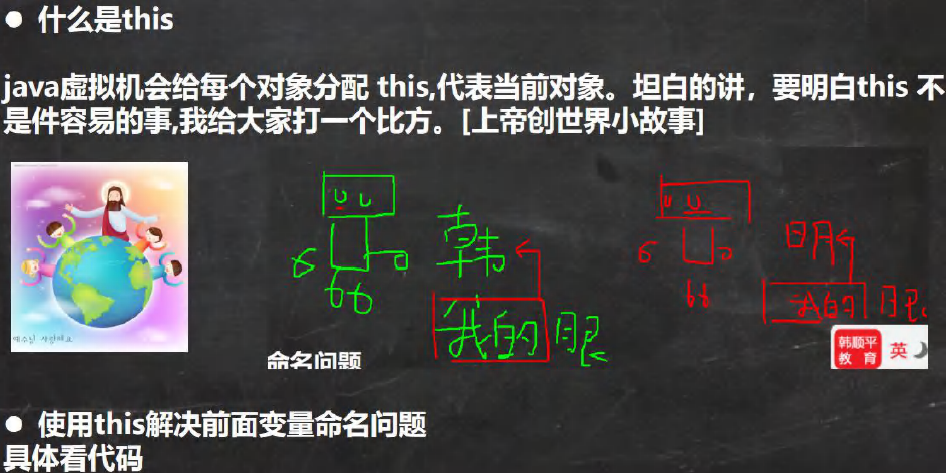 ● 什么是this
java虚拟机会给每个对象分配 this,代表当前对象。坦白的讲，要明白this 不
是件容易的事,我给大家打一个比方。[上帝创世界小故事]
韩
明
我的 眼
我的 眼
예수님 사랑해요
韩顺平
教 育
英
命名问题
● 使用this解决前面变量命名问题
具体看代码